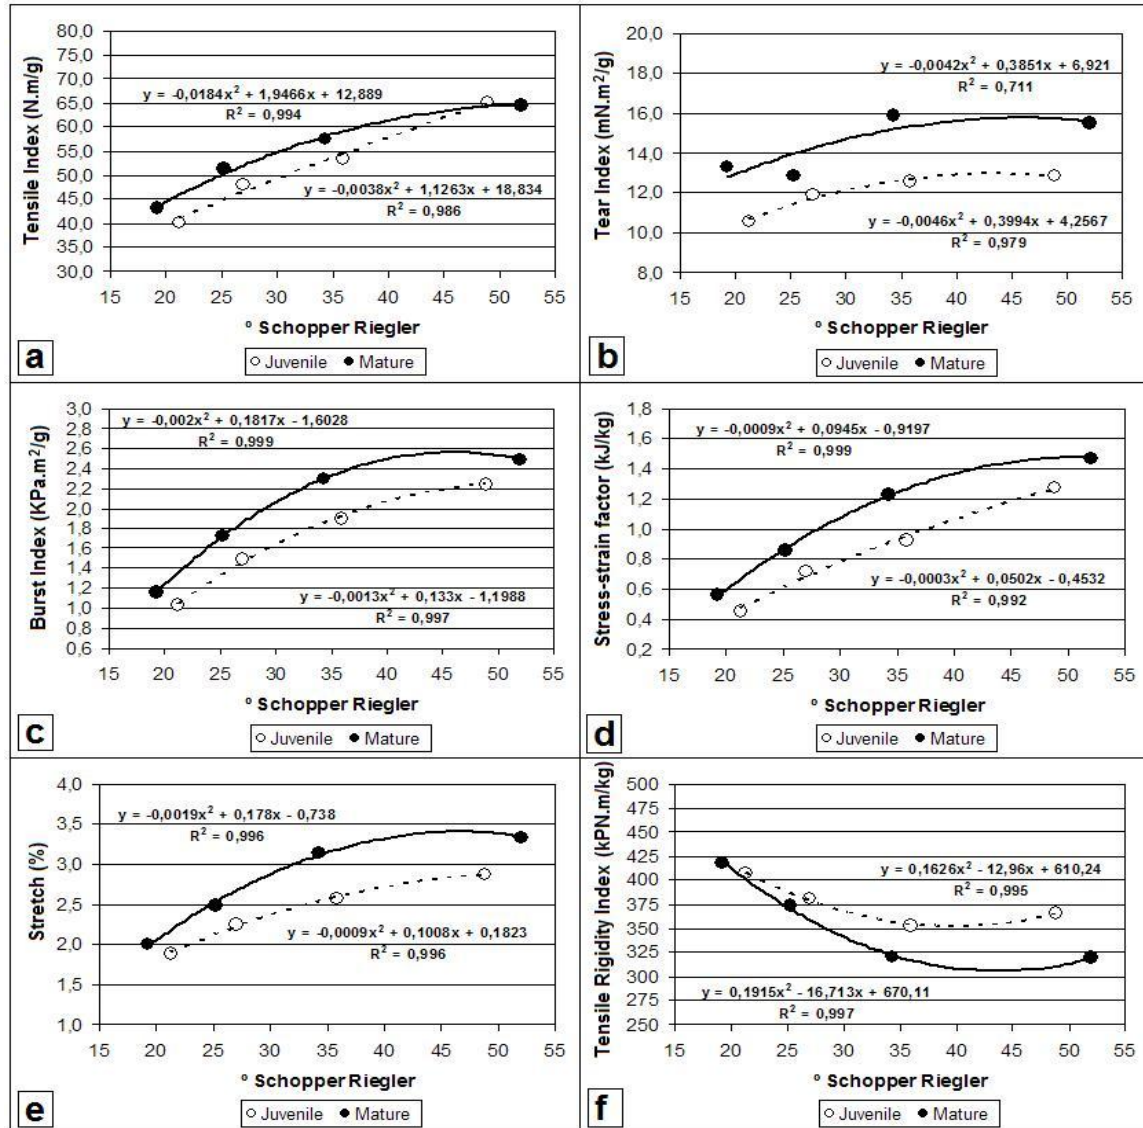 80,0
75,0
70,0
65,0
60,0
55,0
50,0
45,0
40,0
35,0
30,0
Tensile Index (N.m/g)
y = -0,0184x² + 1,9466x + 12,889
R² = 0,994
y = -0,0038x² + 1,1263x + 18,834
R² = 0,986
15 20 25 30 35 40 45 50 55
º Schopper Riegler
a
Juvenile Mature
20,0
18,0
16,0
14,0
12,0
10,0
8,0
Tear Index (mN.m²/g)
y = -0,0042x² + 0,3851x + 6,921
R² = 0,711
y = -0,0046x² + 0,3994x + 4,2567
R² = 0,979
15 20 25 30 35 40 45 50 55
º Schopper Riegler
b
Juvenile Mature
3,0
2,8
2,6
2,4
2,2
2,0
1,8
1,6
1,4
1,2
1,0
0,8
0,6
Burst Index (KPa.m²/g)
y = -0,002x² + 0,1817x - 1,6028
R² = 0,999
y = -0,0013x² + 0,133x - 1,1988
R² = 0,997
15 20 25 30 35 40 45 50 55
º Schopper Riegler
c
Juvenile Mature
1,8
1,6
1,4
1,2
1,0
0,8
0,6
0,4
0,2
Stress-strain factor (kJ/kg)
y = -0,0009x² + 0,0945x - 0,9197
R² = 0,999
y = -0,0003x² + 0,0502x - 0,4532
R² = 0,992
15 20 25 30 35 40 45 50 55
º Schopper Riegler
d
Juvenile Mature
4,0
3,5
3,0
2,5
2,0
1,5
1,0
Stretch (%)
y = -0,0019x² + 0,178x - 0,738
R² = 0,996
y = -0,0009x² + 0,1008x + 0,1823
R² = 0,996
15 20 25 30 35 40 45 50 55
º Schopper Riegler
e
Juvenile Mature
500
475
450
425
400
375
350
325
300
275
250
Tensile Rigidity Index (kPN.m/kg)
y = 0,1626x² - 12,96x + 610,24
R² = 0,995
y = 0,1915x² - 16,713x + 670,11
R² = 0,997
15 20 25 30 35 40 45 50 55
º Schopper Riegler
f
Juvenile Mature